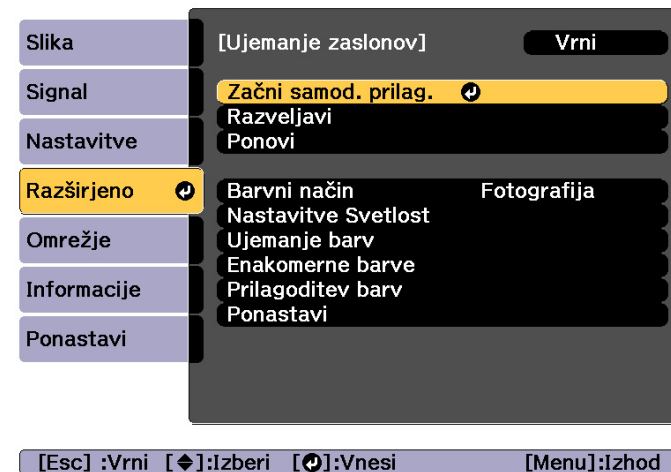 Slika
Signal
Nastavitve
Razširjeno
Omrežje
Informacije
Ponastavi
[Ujemanje zaslonov] Vrni
Začni samod. prilag.
Razveljavi
Ponovi
Barvni način Fotografija
Nastavitve Svetlost
Ujemanje barv
Enakomerne barve
Prilagoditev barv
Ponastavi
[Esc] :Vrni [◆]:Izberi [↵]:Vnesi [Menu]:Izhod